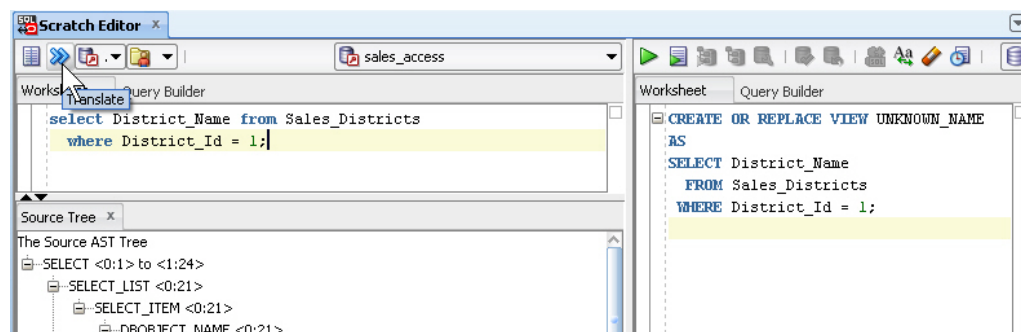 Scratch Editor
sales_access
Worksheet
Query Builder
Translate
select District_Name from Sales_Districts
where District_Id = 1;
Source Tree
The Source AST Tree
SELECT <0:1> to <1:24>
SELECT_LIST <0:21>
SELECT_ITEM <0:21>
DBOBJECT_NAME <0:21>
Worksheet
Query Builder
CREATE OR REPLACE VIEW UNKNOWN_NAME
AS
SELECT District_Name
FROM Sales_Districts
WHERE District_Id = 1;